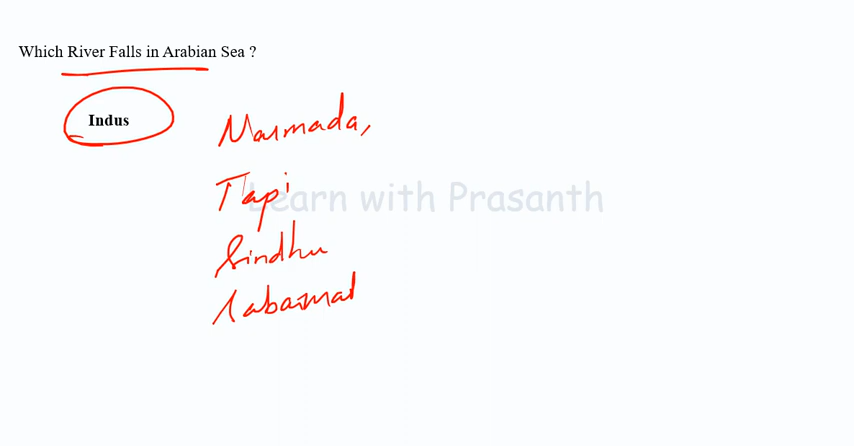 Which River Falls in Arabian Sea ?
Indus
Narmada,
Tapi
Learn with Prasanth
Sindhu
Sabarmat